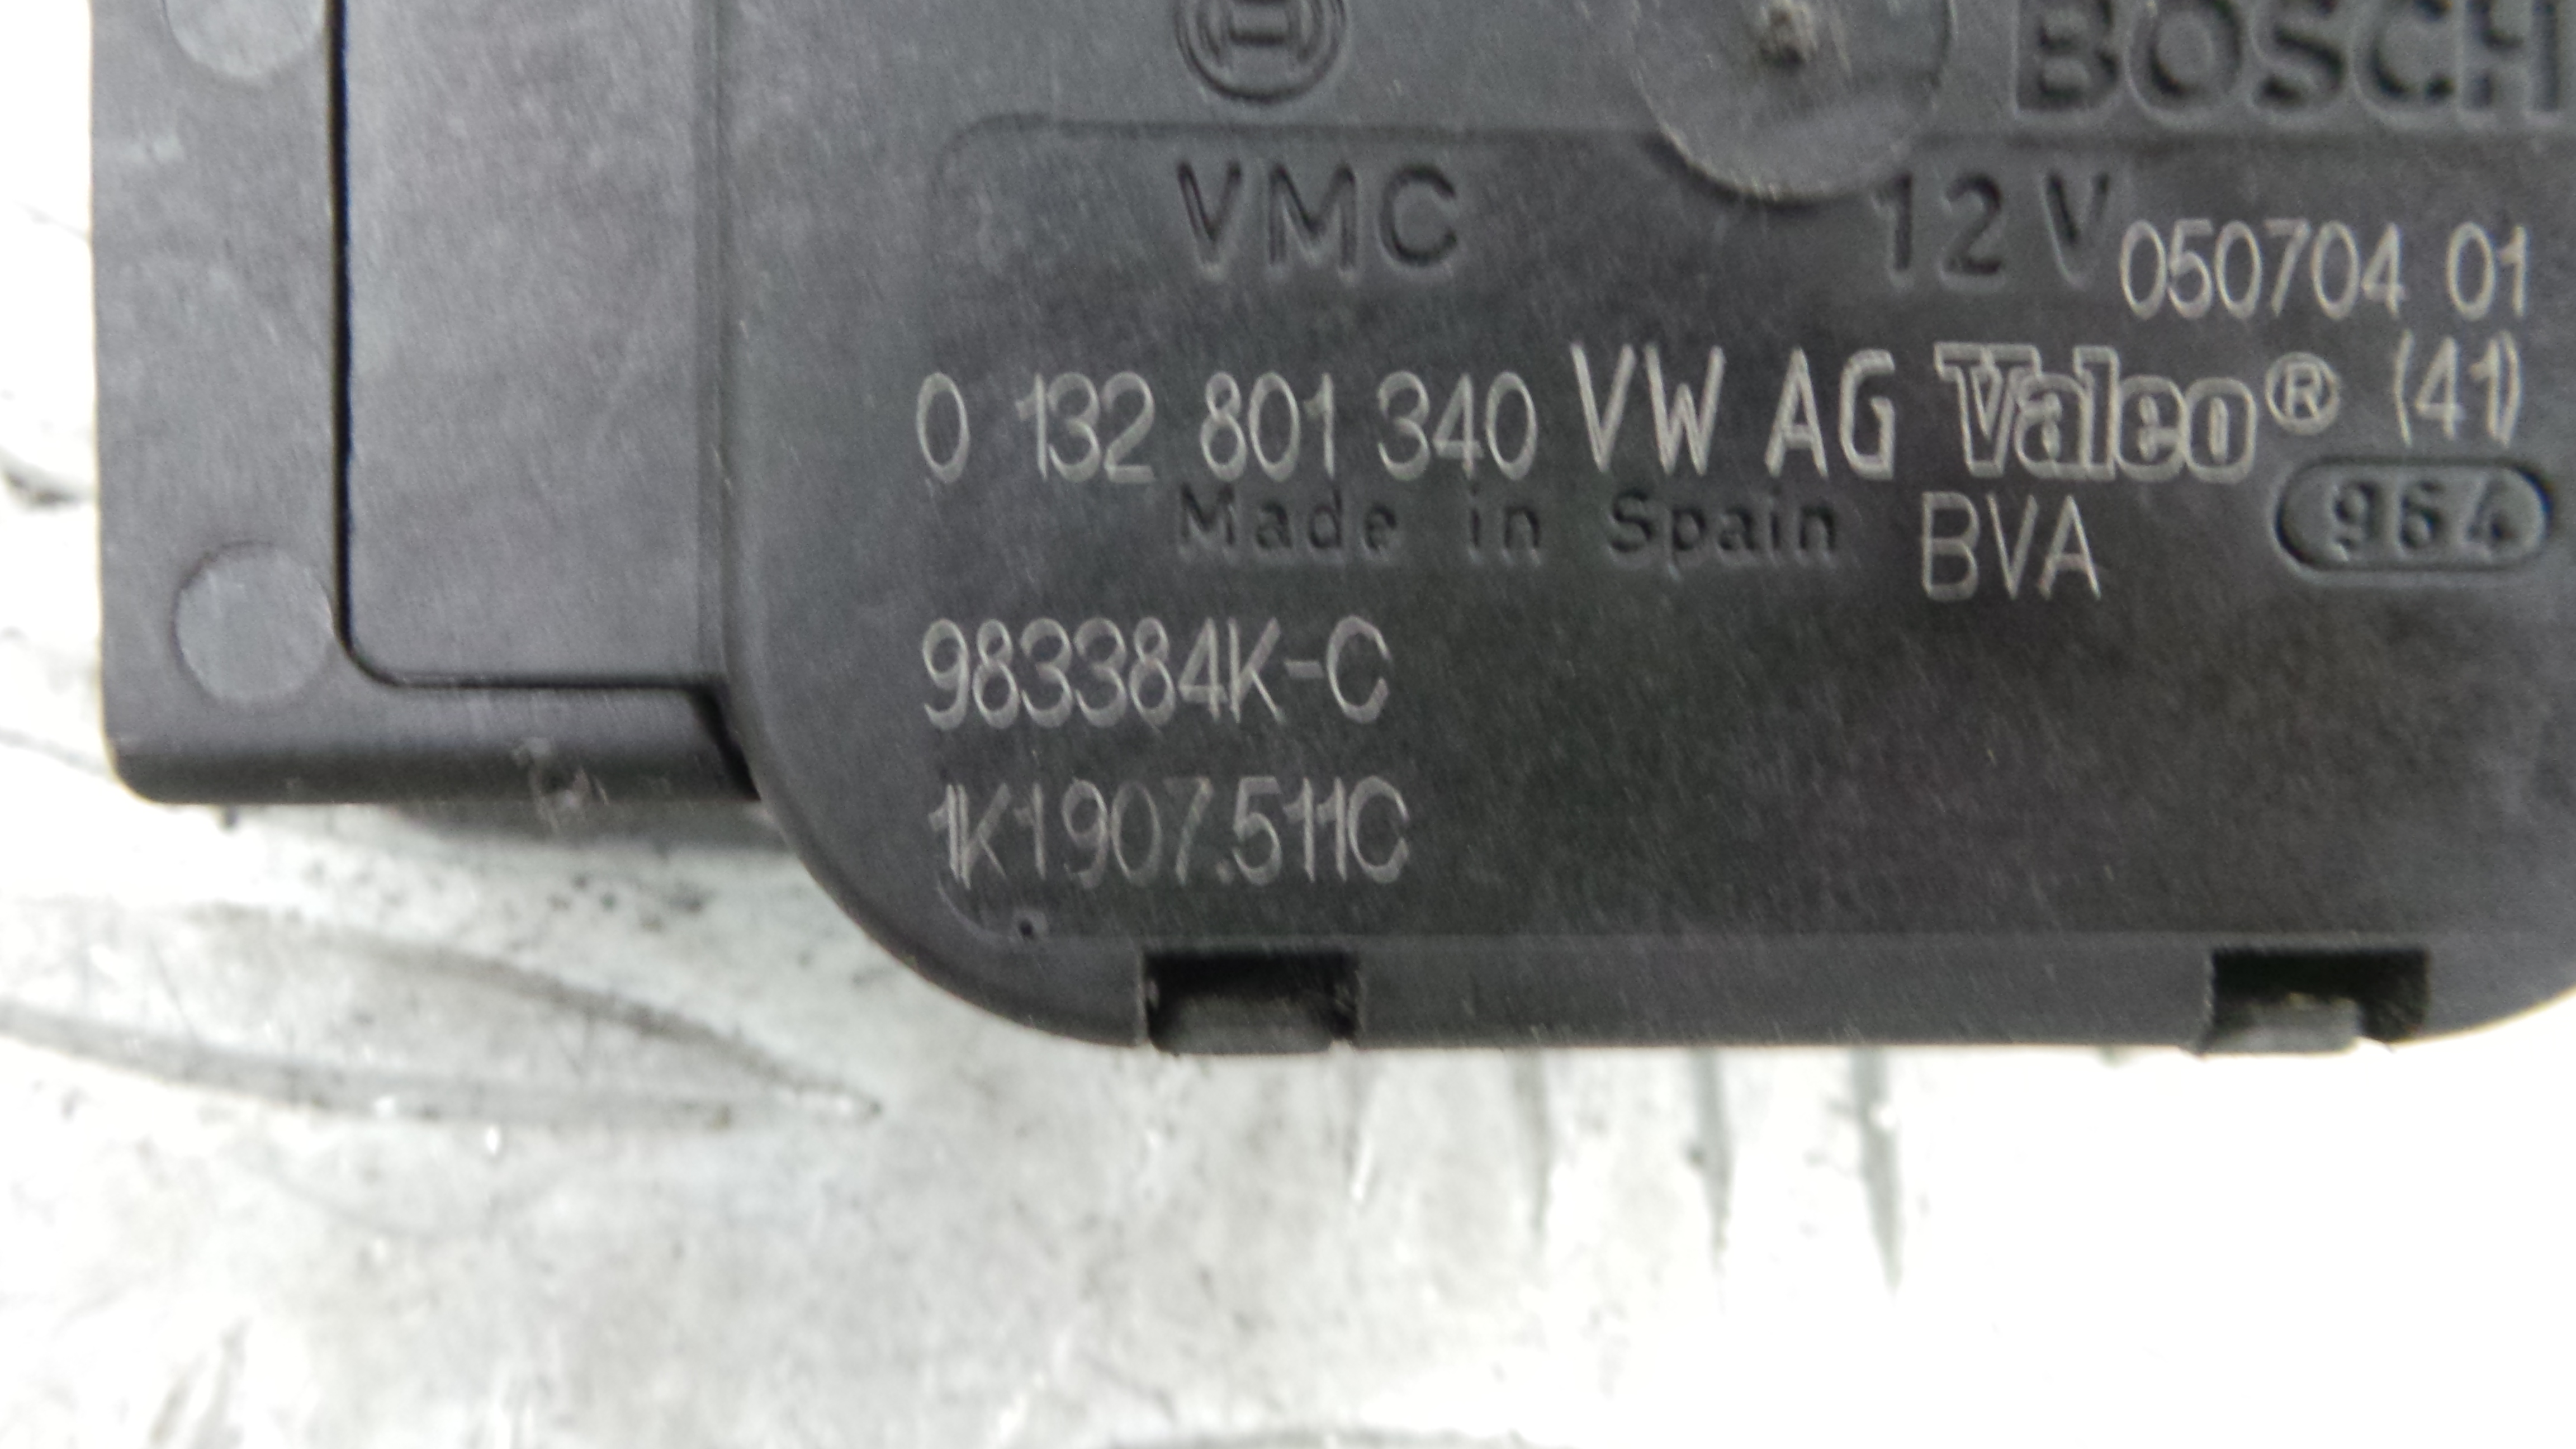 BOSCH
VMC 12 V 050704 01
0 132 801 340 VW AG Valeo® (41)
Made in Spain BVA 964
983384K-C
1K1907.511C